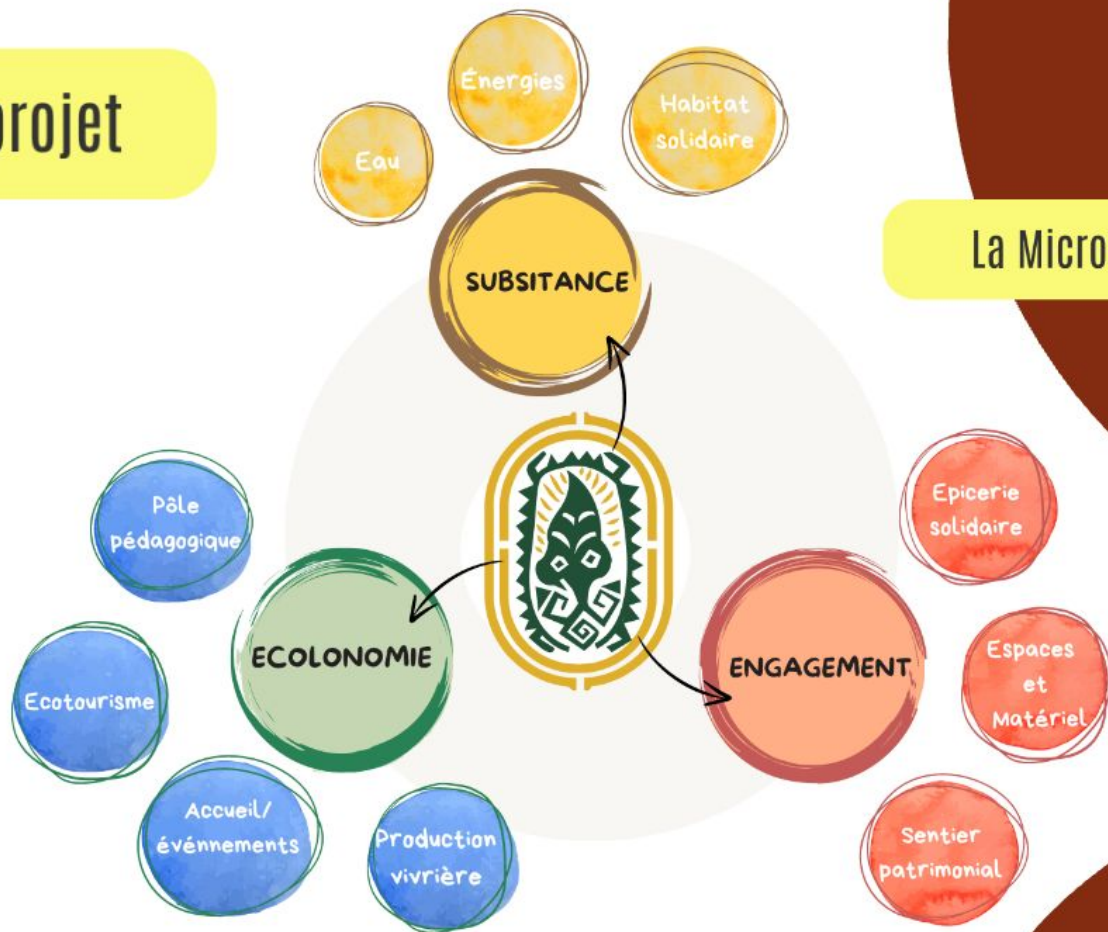 projet
La Micro
Énergies
Eau
Habitat
solidaire
SUBSITANCE
Pôle
pédagogique
Ecotourisme
Accueil/
événnements
Production
vivrière
ECOLONOMIE
ENGAGEMENT
Epicerie
solidaire
Espaces
et
Matériel
Sentier
patrimonial